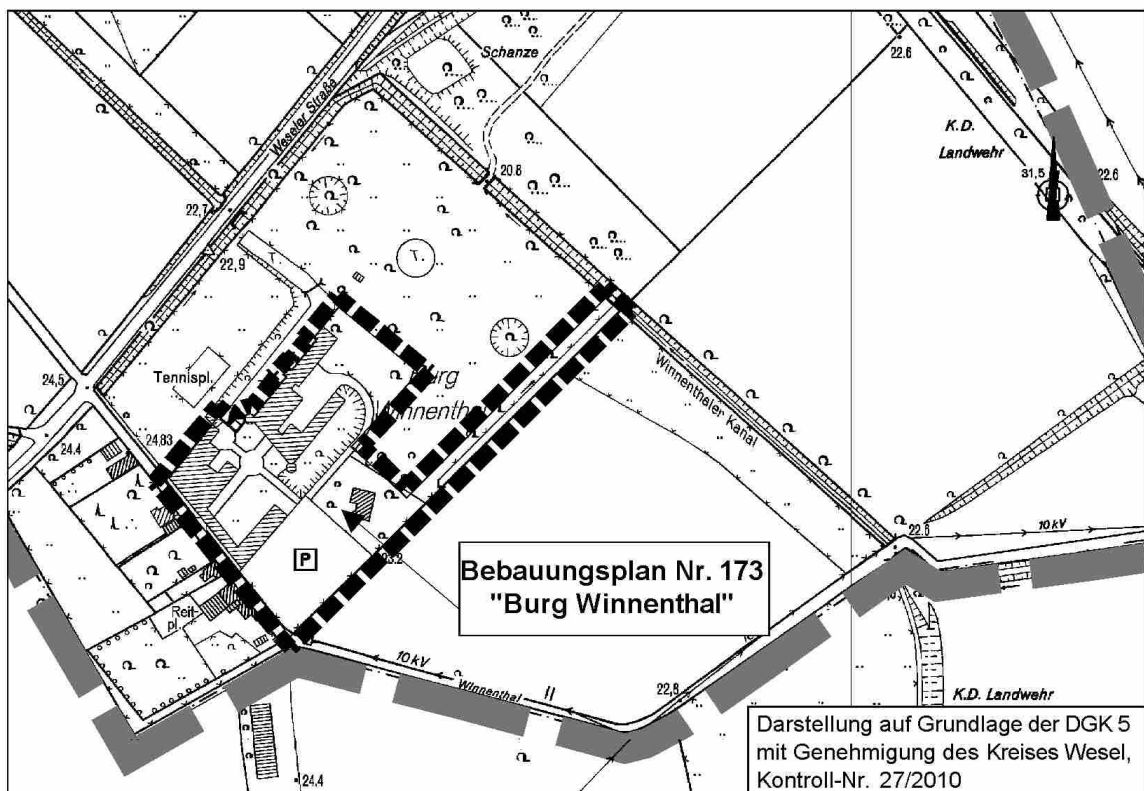 Schanze
22.6
Weseler Straße
K.D.
Landwehr
20.8
31,5
22.6
22,7
22,9
T.
T.
24,5
Tennispl.
Burg
Winnenthal
Winnenthaler Kanal
24,83
24.4
22.6
10 kV
P
23.2
Bebauungsplan Nr. 173
"Burg Winnenthal"
Reit-
pl.
10 kV
Winnenthal
II
22,8
K.D. Landwehr
24.4
Darstellung auf Grundlage der DGK 5
mit Genehmigung des Kreises Wesel,
Kontroll-Nr. 27/2010